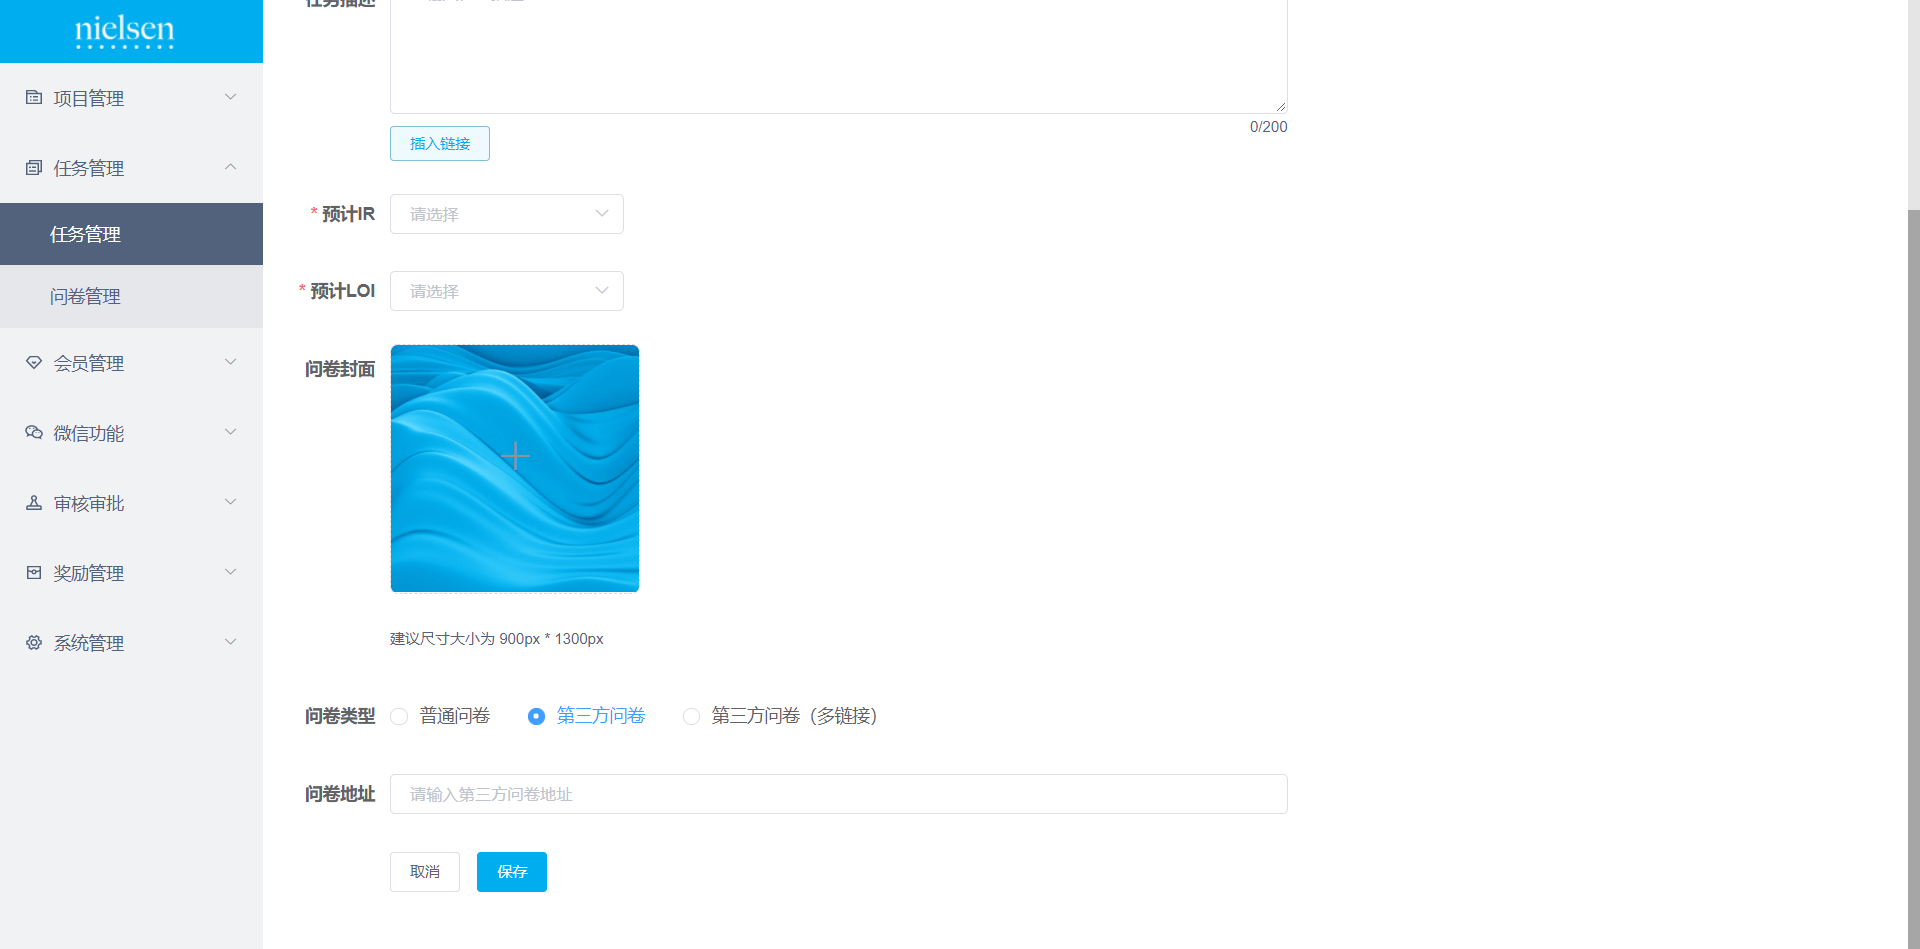 nielsen
项目管理
任务管理
任务管理
问卷管理
会员管理
微信功能
审核审批
奖励管理
系统管理
任务描述
0/200
插入链接
* 预计IR 请选择
* 预计LOI 请选择
问卷封面
建议尺寸大小为 900px * 1300px
问卷类型 普通问卷 第三方问卷 第三方问卷（多链接）
问卷地址 请输入第三方问卷地址
取消 保存